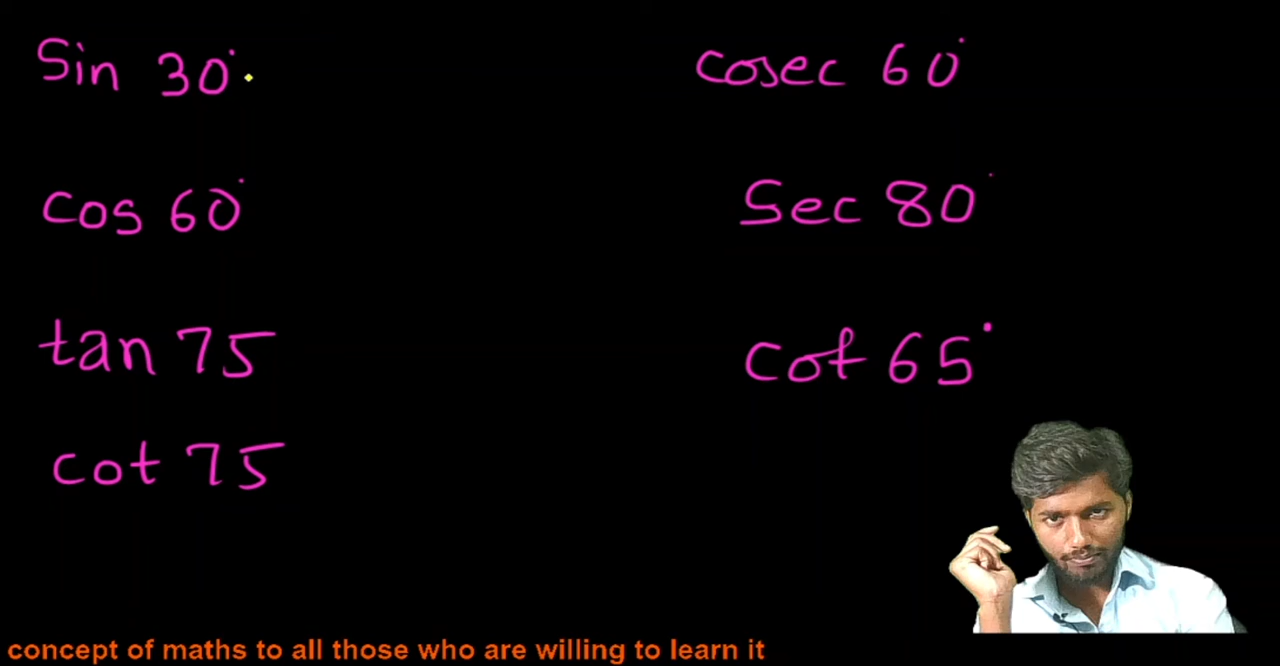 Sin 30°
cos 60°
tan 75
cot 75
cosec 60°
Sec 80°
cot 65°
concept of maths to all those who are willing to learn it